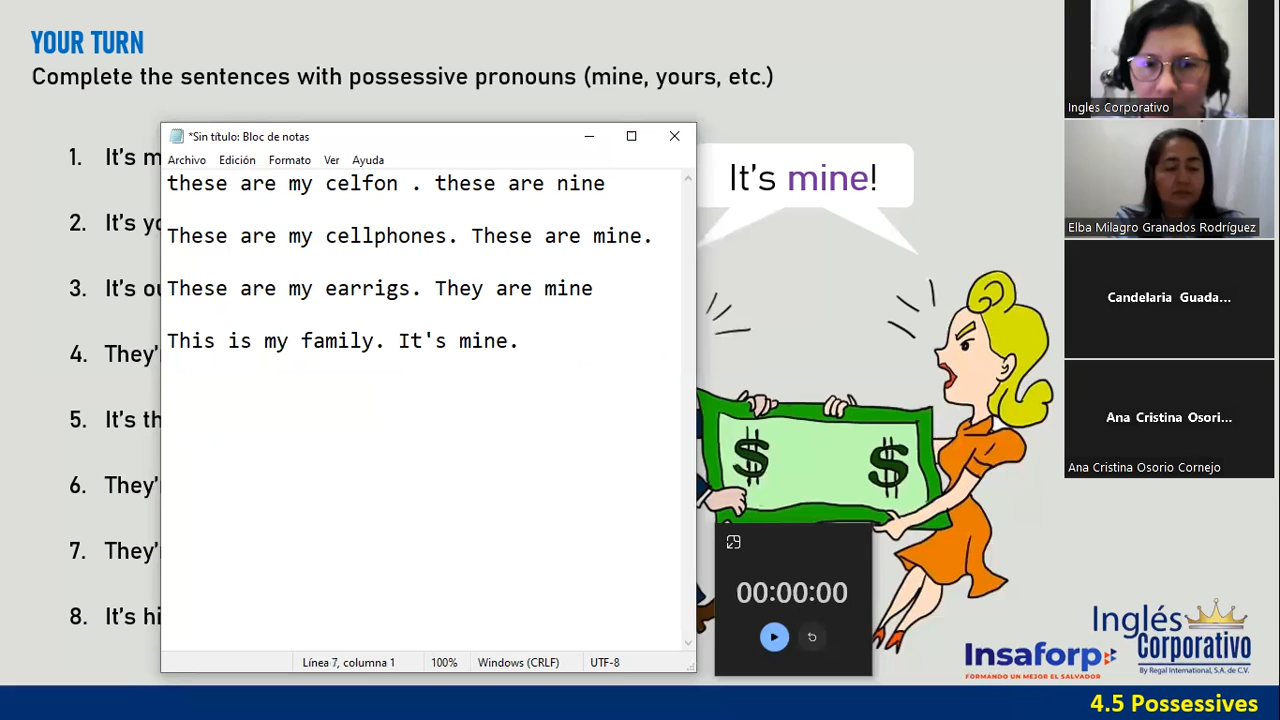 YOUR TURN
Complete the sentences with possessive pronouns (mine, yours, etc.)
1. It's m
2. It's yo
3. It's ou
4. They'
5. It's th
6. They'
7. They'
8. It's hi
*Sin título: Bloc de notas
Archivo Edición Formato Ver Ayuda
these are my celfon . these are nine
These are my cellphones. These are mine.
These are my earrigs. They are mine
This is my family. It's mine.
Línea 7, columna 1 100% Windows (CRLF) UTF-8
It's mine!
$ $
00:00:00
Ingles Corporativo
Elba Milagro Granados Rodríguez
Candelaria Guada...
Ana Cristina Osori...
Ana Cristina Osorio Cornejo
Insaforp
FORMANDO UN MEJOR EL SALVADOR
Inglés
Corporativo
By Regal International, S.A. de C.V.
4.5 Possessives